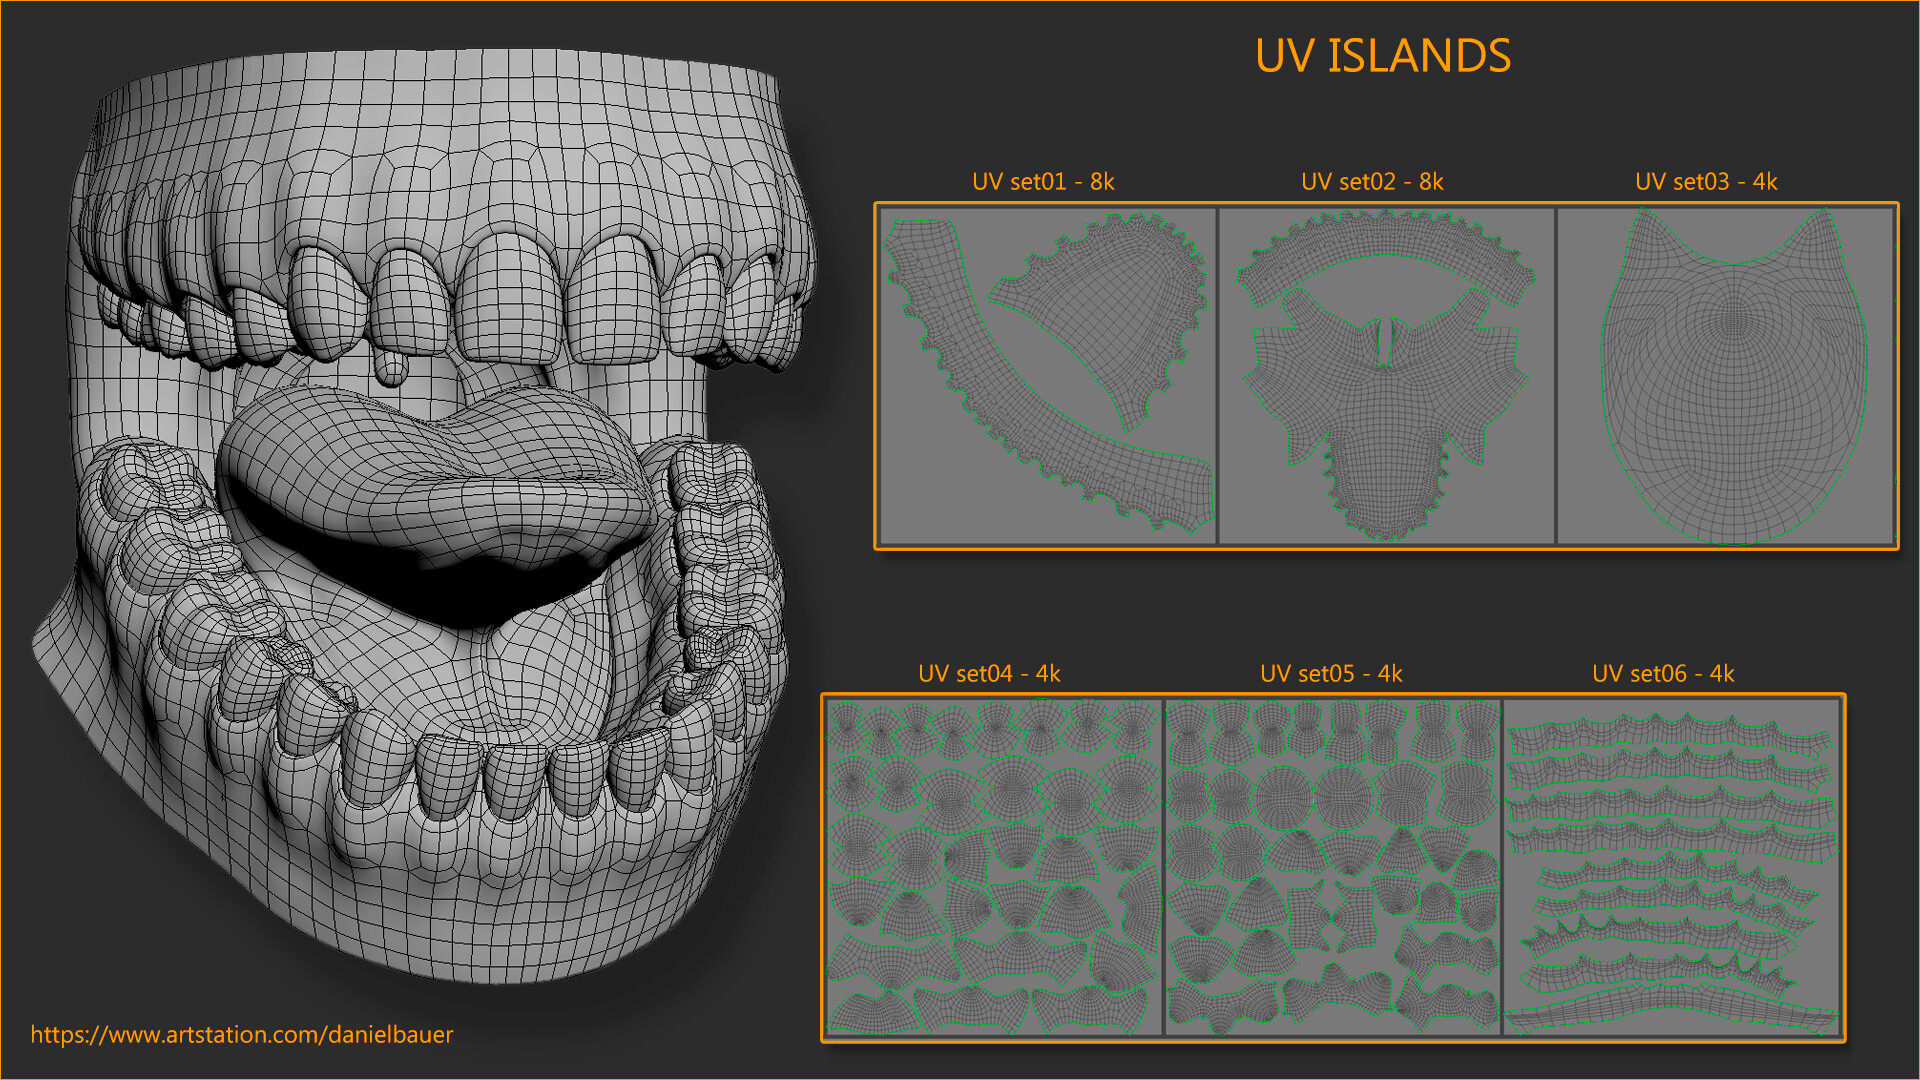 UV ISLANDS
UV set01 - 8k
UV set02 - 8k
UV set03 - 4k
UV set04 - 4k
UV set05 - 4k
UV set06 - 4k
https://www.artstation.com/danielbauer